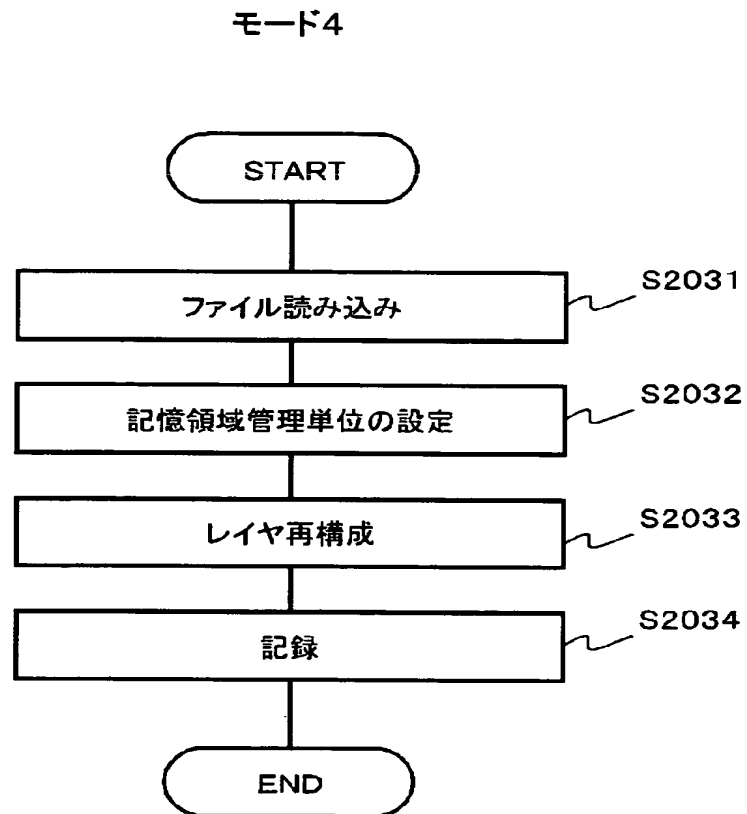 モード4
START
ファイル読み込み
S2031
記憶領域管理単位の設定
S2032
レイヤ再構成
S2033
記録
S2034
END